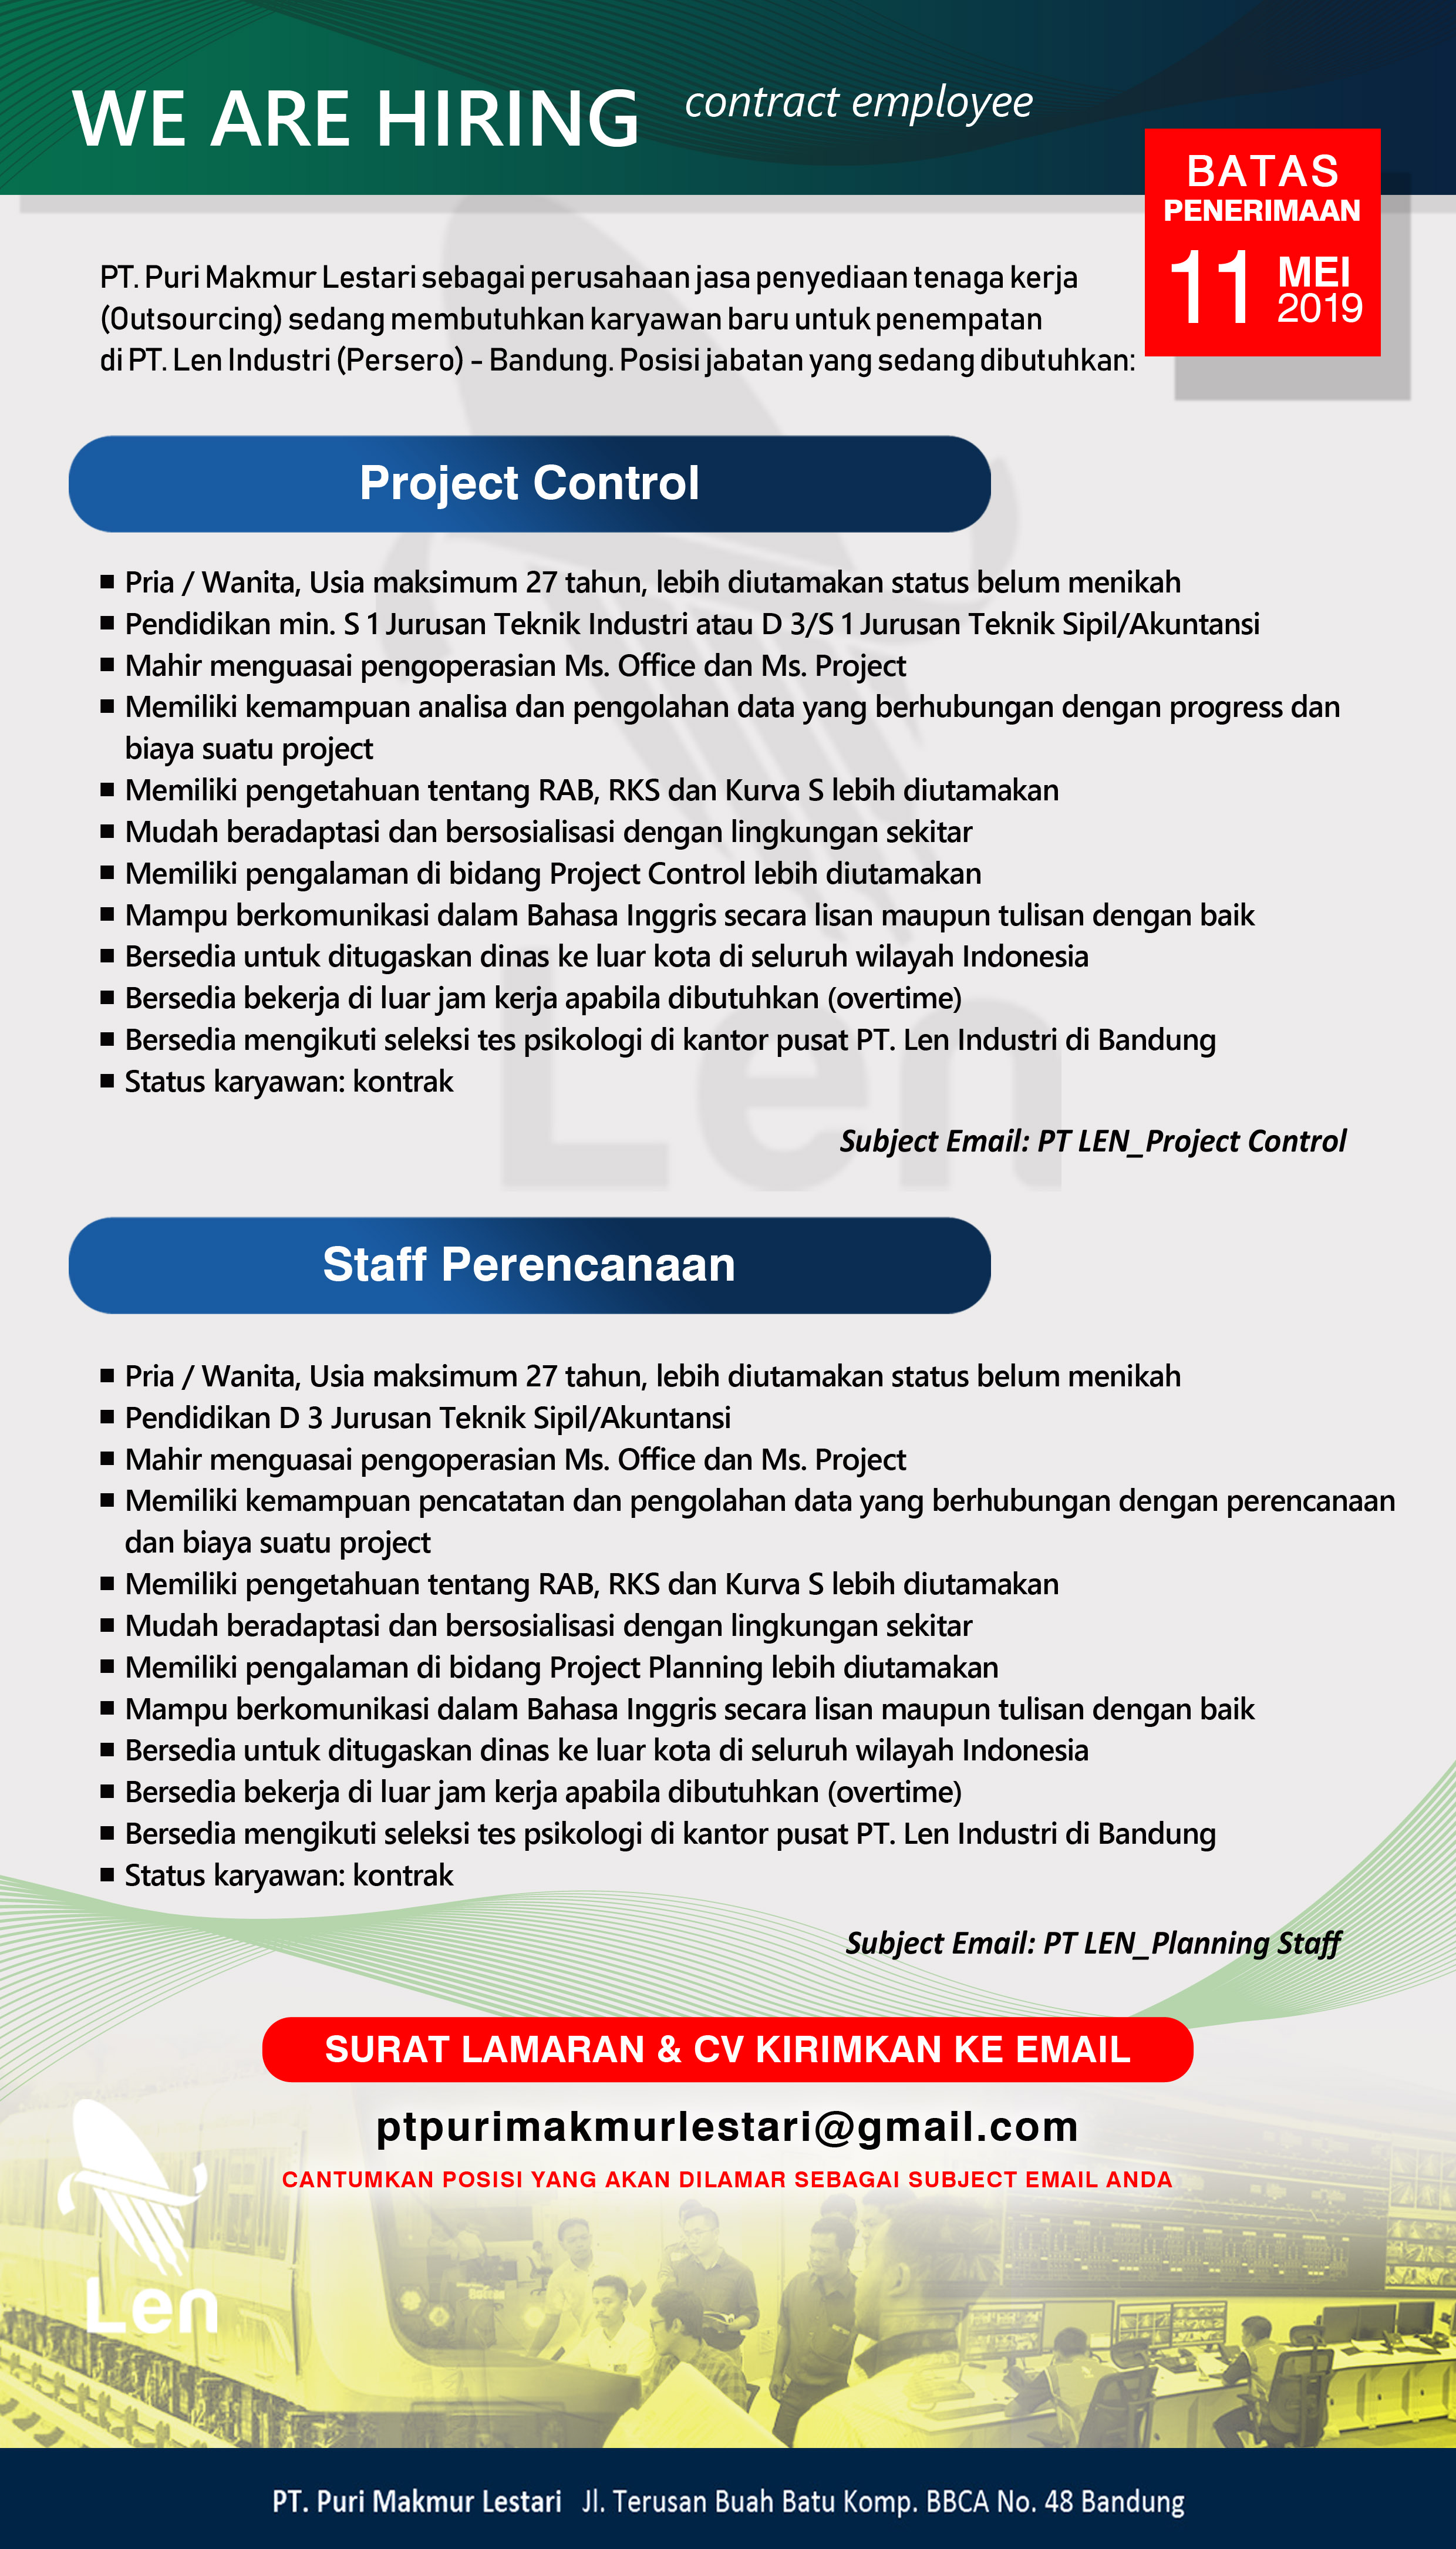 WE ARE HIRING contract employee
BATAS
PENERIMAAN
11 MEI
2019
PT. Puri Makmur Lestari sebagai perusahaan jasa penyediaan tenaga kerja
(Outsourcing) sedang membutuhkan karyawan baru untuk penempatan
di PT. Len Industri (Persero) - Bandung. Posisi jabatan yang sedang dibutuhkan:
Project Control
▪ Pria / Wanita, Usia maksimum 27 tahun, lebih diutamakan status belum menikah
▪ Pendidikan min. S 1 Jurusan Teknik Industri atau D 3/S 1 Jurusan Teknik Sipil/Akuntansi
▪ Mahir menguasai pengoperasian Ms. Office dan Ms. Project
▪ Memiliki kemampuan analisa dan pengolahan data yang berhubungan dengan progress dan
biaya suatu project
▪ Memiliki pengetahuan tentang RAB, RKS dan Kurva S lebih diutamakan
▪ Mudah beradaptasi dan bersosialisasi dengan lingkungan sekitar
▪ Memiliki pengalaman di bidang Project Control lebih diutamakan
▪ Mampu berkomunikasi dalam Bahasa Inggris secara lisan maupun tulisan dengan baik
▪ Bersedia untuk ditugaskan dinas ke luar kota di seluruh wilayah Indonesia
▪ Bersedia bekerja di luar jam kerja apabila dibutuhkan (overtime)
▪ Bersedia mengikuti seleksi tes psikologi di kantor pusat PT. Len Industri di Bandung
▪ Status karyawan: kontrak
Len
Subject Email: PT LEN_Project Control
Staff Perencanaan
▪ Pria / Wanita, Usia maksimum 27 tahun, lebih diutamakan status belum menikah
▪ Pendidikan D 3 Jurusan Teknik Sipil/Akuntansi
▪ Mahir menguasai pengoperasian Ms. Office dan Ms. Project
▪ Memiliki kemampuan pencatatan dan pengolahan data yang berhubungan dengan perencanaan
dan biaya suatu project
▪ Memiliki pengetahuan tentang RAB, RKS dan Kurva S lebih diutamakan
▪ Mudah beradaptasi dan bersosialisasi dengan lingkungan sekitar
▪ Memiliki pengalaman di bidang Project Planning lebih diutamakan
▪ Mampu berkomunikasi dalam Bahasa Inggris secara lisan maupun tulisan dengan baik
▪ Bersedia untuk ditugaskan dinas ke luar kota di seluruh wilayah Indonesia
▪ Bersedia bekerja di luar jam kerja apabila dibutuhkan (overtime)
▪ Bersedia mengikuti seleksi tes psikologi di kantor pusat PT. Len Industri di Bandung
▪ Status karyawan: kontrak
Subject Email: PT LEN_Planning Staff
SURAT LAMARAN & CV KIRIMKAN KE EMAIL
ptpurimakmurlestari@gmail.com
CANTUMKAN POSISI YANG AKAN DILAMAR SEBAGAI SUBJECT EMAIL ANDA
Len
PT. Puri Makmur Lestari Jl. Terusan Buah Batu Komp. BBCA No. 48 Bandung